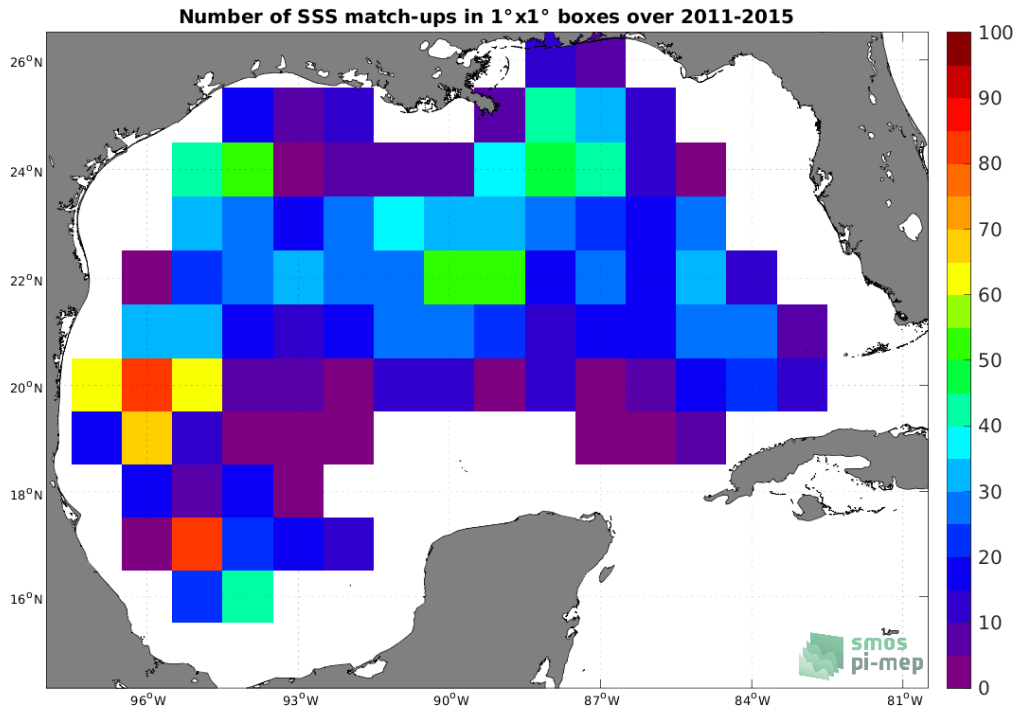 Number of SSS match-ups in 1°x1° boxes over 2011-2015
26°N
24°N
22°N
20°N
18°N
16°N
96°W
93°W
90°W
87°W
84°W
81°W
100
90
80
70
60
50
40
30
20
10
0
smos
pi-mep